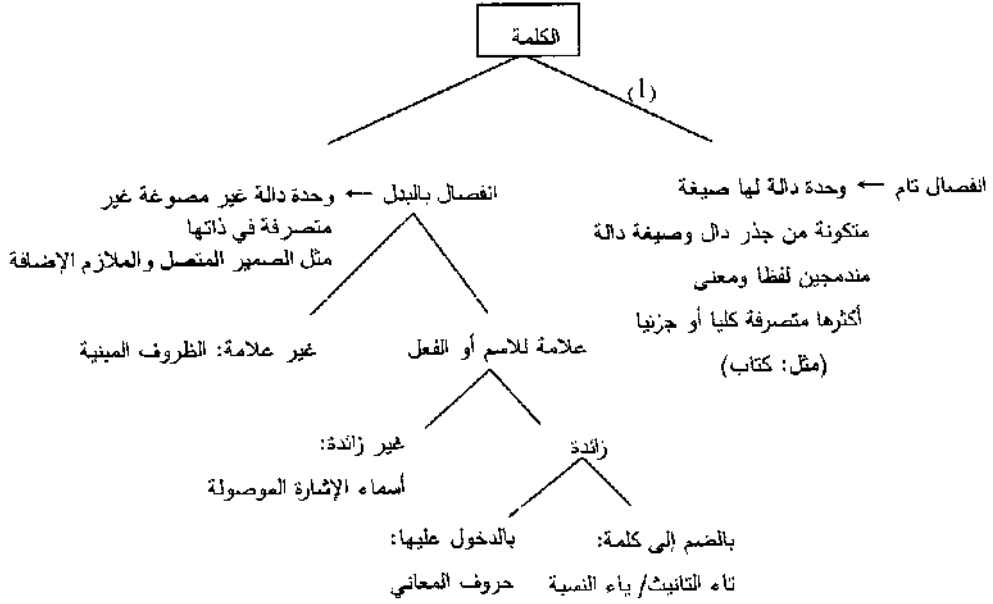 الكلمة
(1)
انفصال تام ← وحدة دالة لها صيغة
متكونة من جذر دال وصيغة دالة
مندمجين لفظا ومعنى
أكثرها متصرفة كليا أو جزئيا
(مثل: كتاب)
انفصال بالبدل ← وحدة دالة غير مصوغة غير
متصرفة في ذاتها
مثل الضمير المتصل والملازم الإضافة
علامة للاسم أو الفعل
غير علامة: الظروف المبنية
زائدة
غير زائدة:
أسماء الإشارة الموصولة
بالضم إلى كلمة:
تاء التانيث/ ياء النسبة
بالدخول عليها:
حروف المعاني